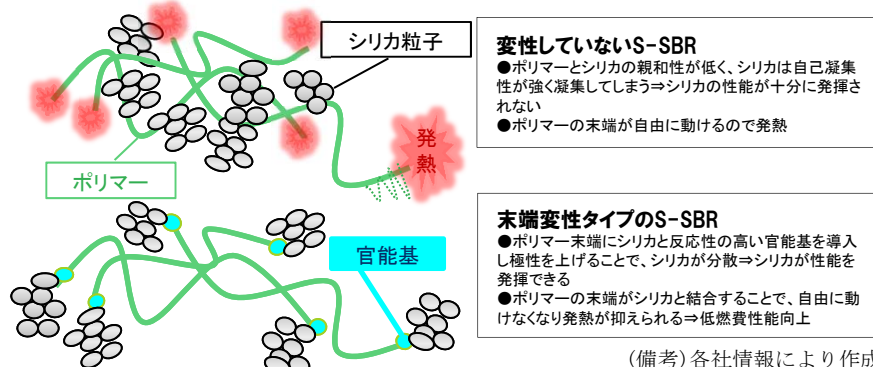 シリカ粒子
発
熱
ポリマー
官能基
変性していないS-SBR
●ポリマーとシリカの親和性が低く、シリカは自己凝集
性が強く凝集してしまう⇒シリカの性能が十分に発揮さ
れない
●ポリマーの末端が自由に動けるので発熱
末端変性タイプのS-SBR
●ポリマー末端にシリカと反応性の高い官能基を導入
し極性を上げることで、シリカが分散⇒シリカが性能を
発揮できる
●ポリマーの末端がシリカと結合することで、自由に動
けなくなり発熱が抑えられる⇒低燃費性能向上
(備考)各社情報により作成